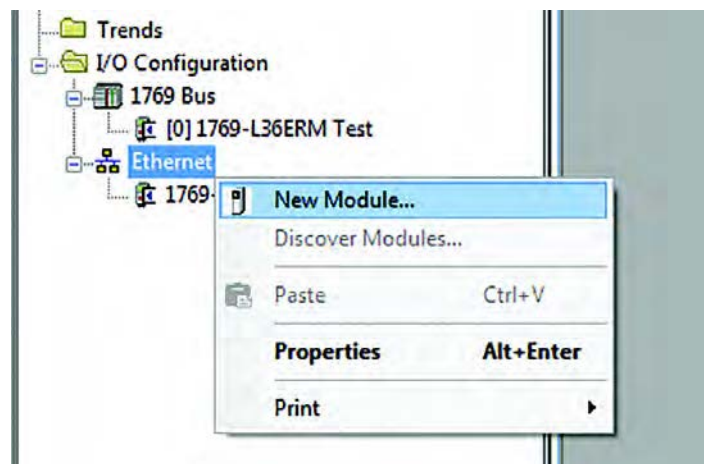 Trends
I/O Configuration
1769 Bus
[0] 1769-L36ERM Test
Ethernet
1769-
New Module...
Discover Modules...
Paste Ctrl+V
Properties Alt+Enter
Print